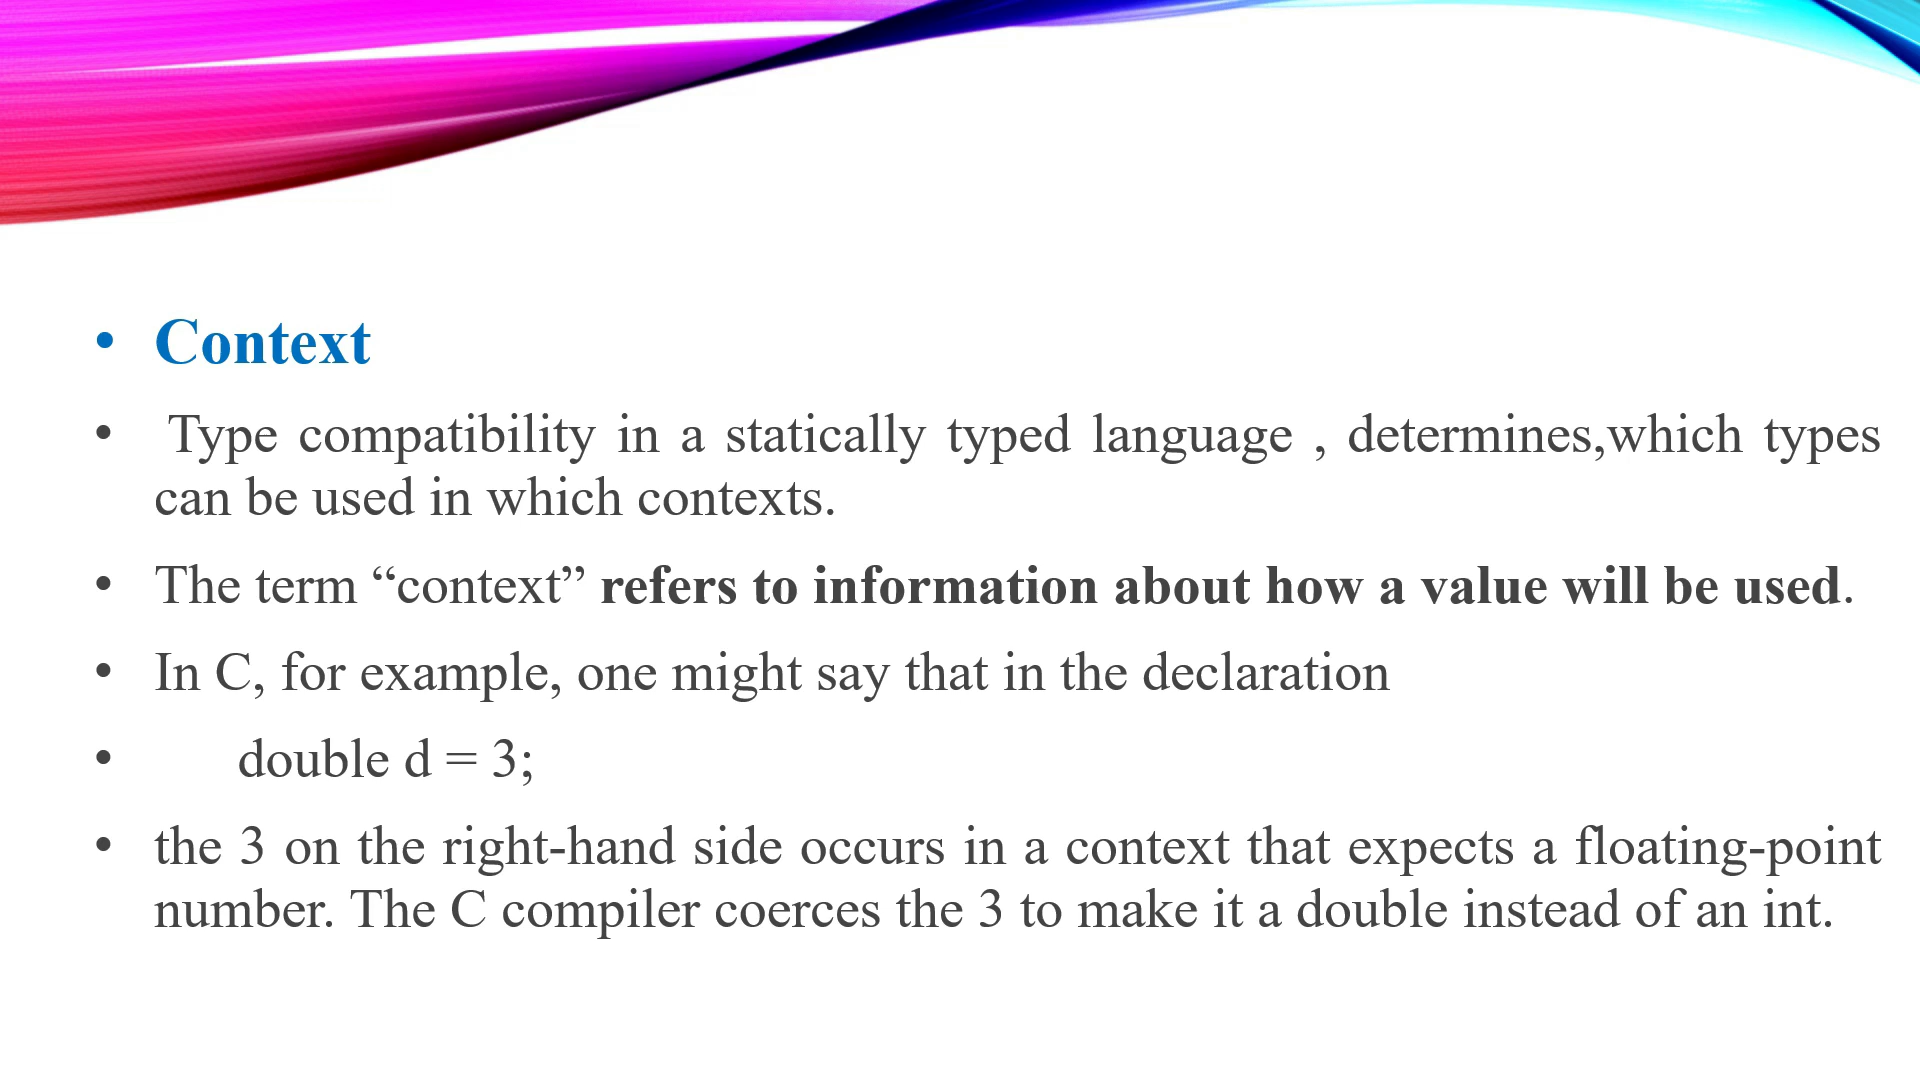 • Context
• Type compatibility in a statically typed language , determines,which types
can be used in which contexts.
• The term “context” refers to information about how a value will be used.
• In C, for example, one might say that in the declaration
• double d = 3;
• the 3 on the right-hand side occurs in a context that expects a floating-point
number. The C compiler coerces the 3 to make it a double instead of an int.